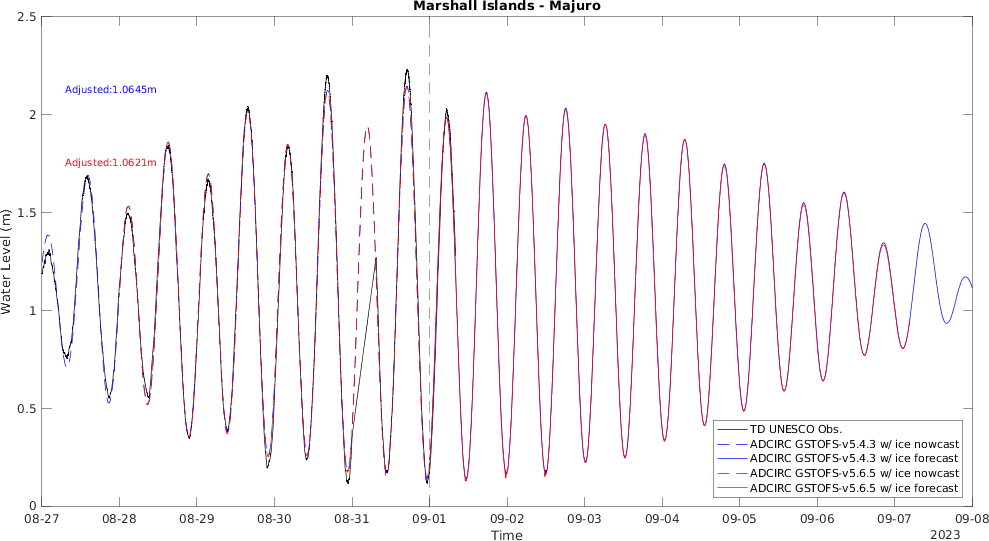 Marshall Islands - Majuro
2.5
2
1.5
1
0.5
0
Water Level (m)
Adjusted:1.0645m
Adjusted:1.0621m
TD UNESCO Obs.
ADCIRC GSTOFS-v5.4.3 w/ ice nowcast
ADCIRC GSTOFS-v5.4.3 w/ ice forecast
ADCIRC GSTOFS-v5.6.5 w/ ice nowcast
ADCIRC GSTOFS-v5.6.5 w/ ice forecast
08-27 08-28 08-29 08-30 08-31 09-01 09-02 09-03 09-04 09-05 09-06 09-07 09-08
Time
2023